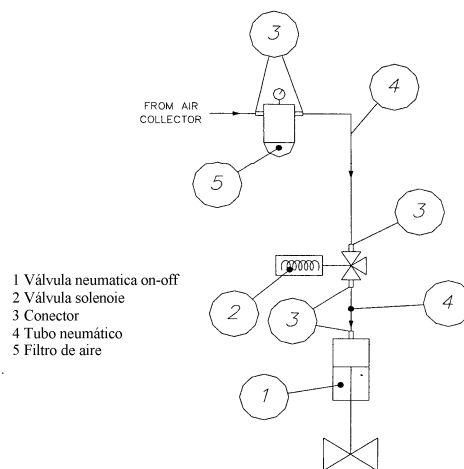 3
4
FROM AIR
COLLECTOR
5
3
2
3
4
1
1 Válvula neumatica on-off
2 Válvula solenoie
3 Conector
4 Tubo neumático
5 Filtro de aire